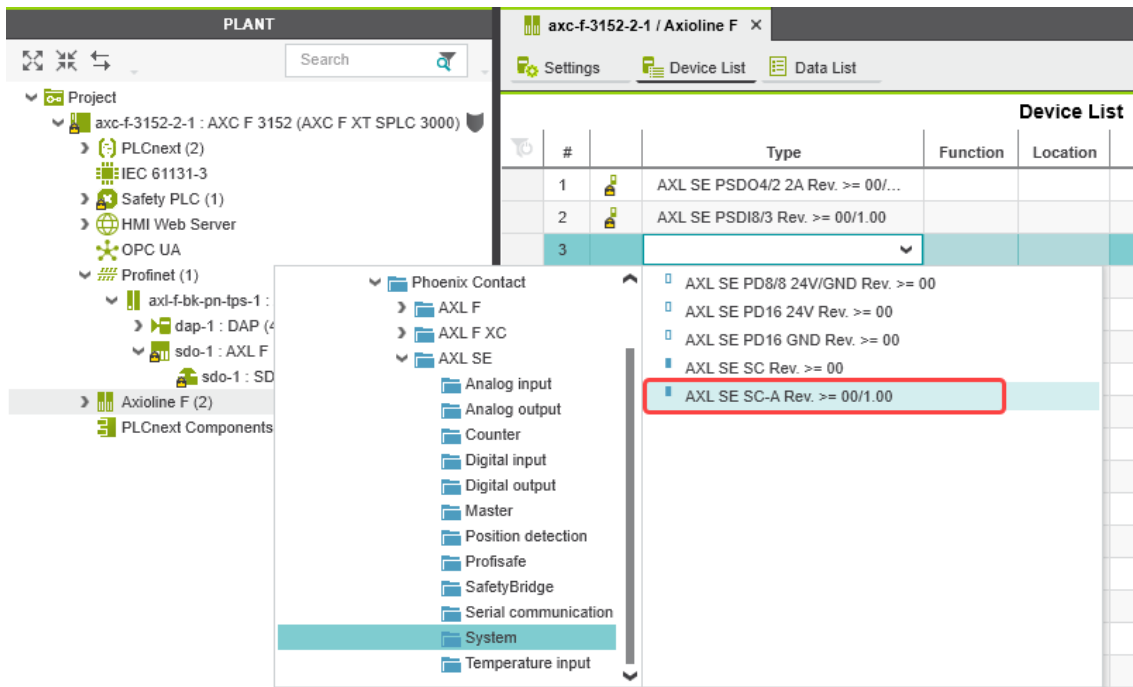 PLANT
Search
Project
axc-f-3152-2-1 : AXC F 3152 (AXC F XT SPLC 3000)
PLCnext (2)
IEC 61131-3
Safety PLC (1)
HMI Web Server
OPC UA
Profinet (1)
axl-f-bk-pn-tps-1 :
dap-1 : DAP (4
sdo-1 : AXL F
sdo-1 : SD
Axioline F (2)
PLCnext Components
axc-f-3152-2-1 / Axioline F ×
Settings Device List Data List
Device List
# Type Function Location
1 AXL SE PSDO4/2 2A Rev. >= 00/...
2 AXL SE PSDI8/3 Rev. >= 00/1.00
3
Phoenix Contact
AXL F
AXL F XC
AXL SE
Analog input
Analog output
Counter
Digital input
Digital output
Master
Position detection
Profisafe
SafetyBridge
Serial communication
System
Temperature input
AXL SE PD8/8 24V/GND Rev. >= 00
AXL SE PD16 24V Rev. >= 00
AXL SE PD16 GND Rev. >= 00
AXL SE SC Rev. >= 00
AXL SE SC-A Rev. >= 00/1.00